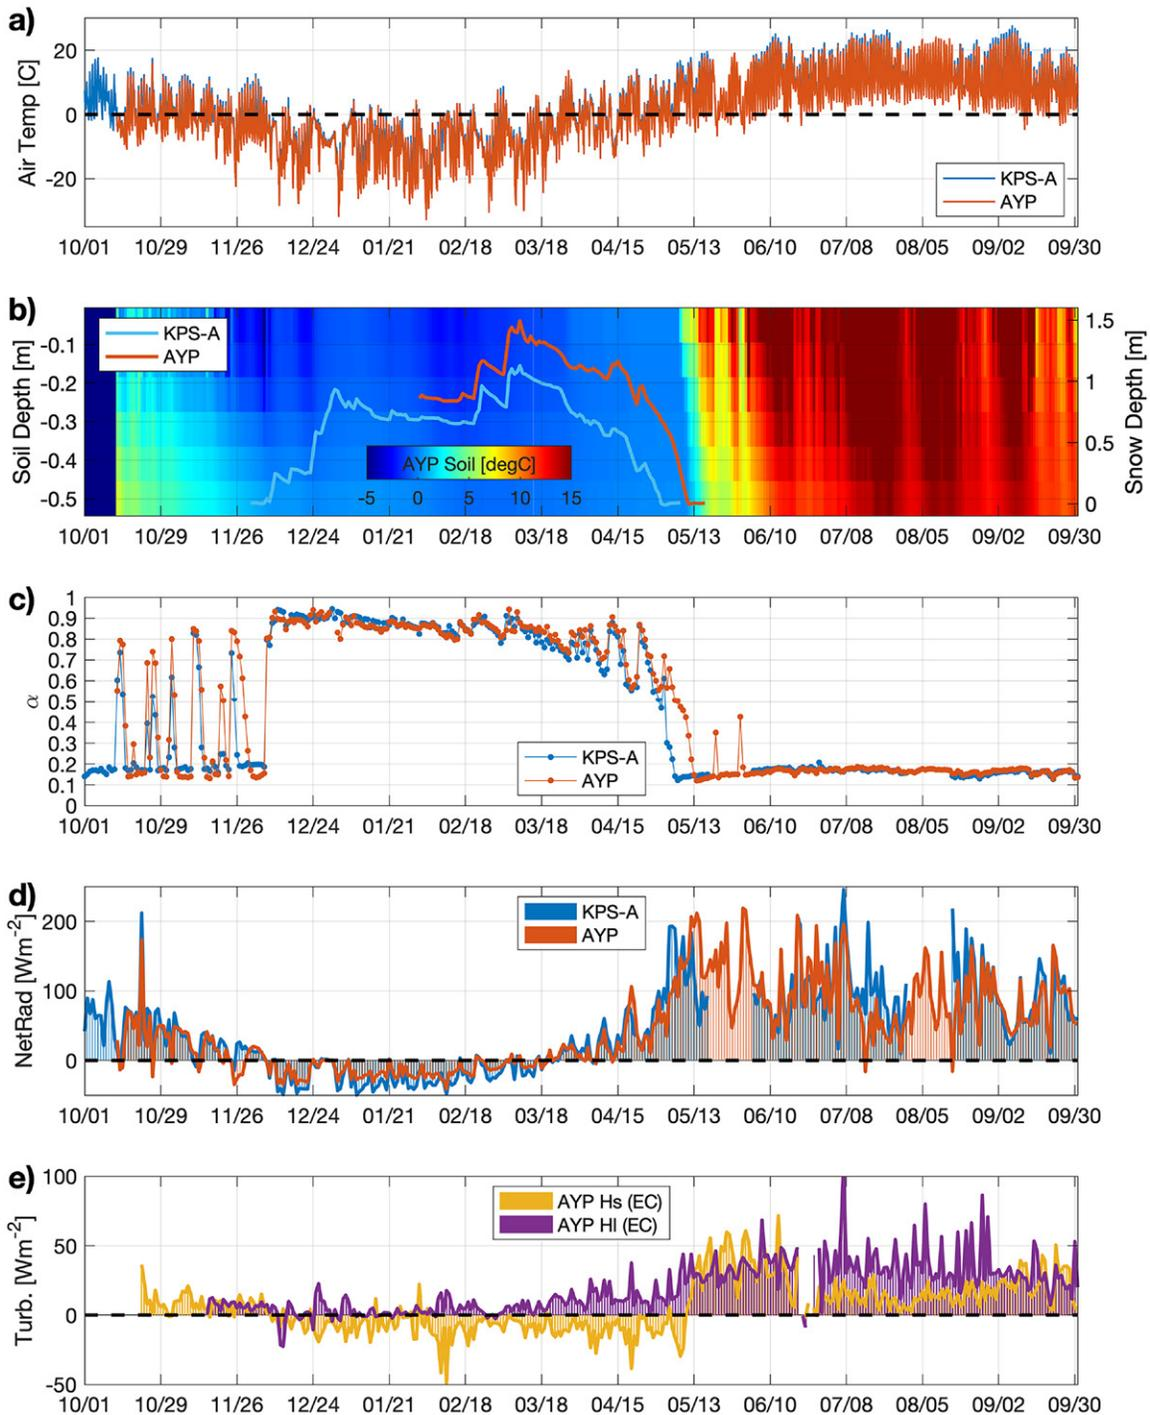 a)
Air Temp [C]
20
0
-20
KPS-A
AYP
10/01 10/29 11/26 12/24 01/21 02/18 03/18 04/15 05/13 06/10 07/08 08/05 09/02 09/30
b)
Soil Depth [m]
-0.1
-0.2
-0.3
-0.4
-0.5
KPS-A
AYP
AYP Soil [degC]
-5 0 5 10 15
1.5
1
0.5
0
Snow Depth [m]
10/01 10/29 11/26 12/24 01/21 02/18 03/18 04/15 05/13 06/10 07/08 08/05 09/02 09/30
c)
α
1
0.9
0.8
0.7
0.6
0.5
0.4
0.3
0.2
0.1
0
KPS-A
AYP
10/01 10/29 11/26 12/24 01/21 02/18 03/18 04/15 05/13 06/10 07/08 08/05 09/02 09/30
d)
NetRad [Wm-2]
200
100
0
KPS-A
AYP
10/01 10/29 11/26 12/24 01/21 02/18 03/18 04/15 05/13 06/10 07/08 08/05 09/02 09/30
e)
Turb. [Wm-2]
100
50
0
-50
AYP Hs (EC)
AYP Hl (EC)
10/01 10/29 11/26 12/24 01/21 02/18 03/18 04/15 05/13 06/10 07/08 08/05 09/02 09/30